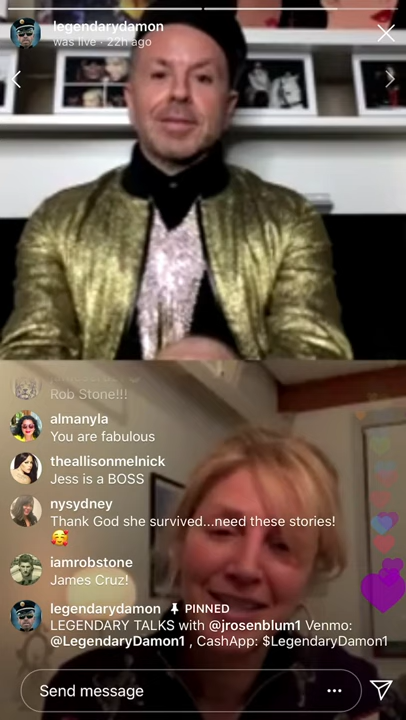 legendarydamon
was live · 22h ago
Rob Stone!!!
almanyla
You are fabulous
theallisonmelnick
Jess is a BOSS
nysydney
Thank God she survived...need these stories!
🥰
iamrobstone
James Cruz!
legendarydamon PINNED
LEGENDARY TALKS with @jrosenblum1 Venmo:
@LegendaryDamon1 , CashApp: $LegendaryDamon1
Send message